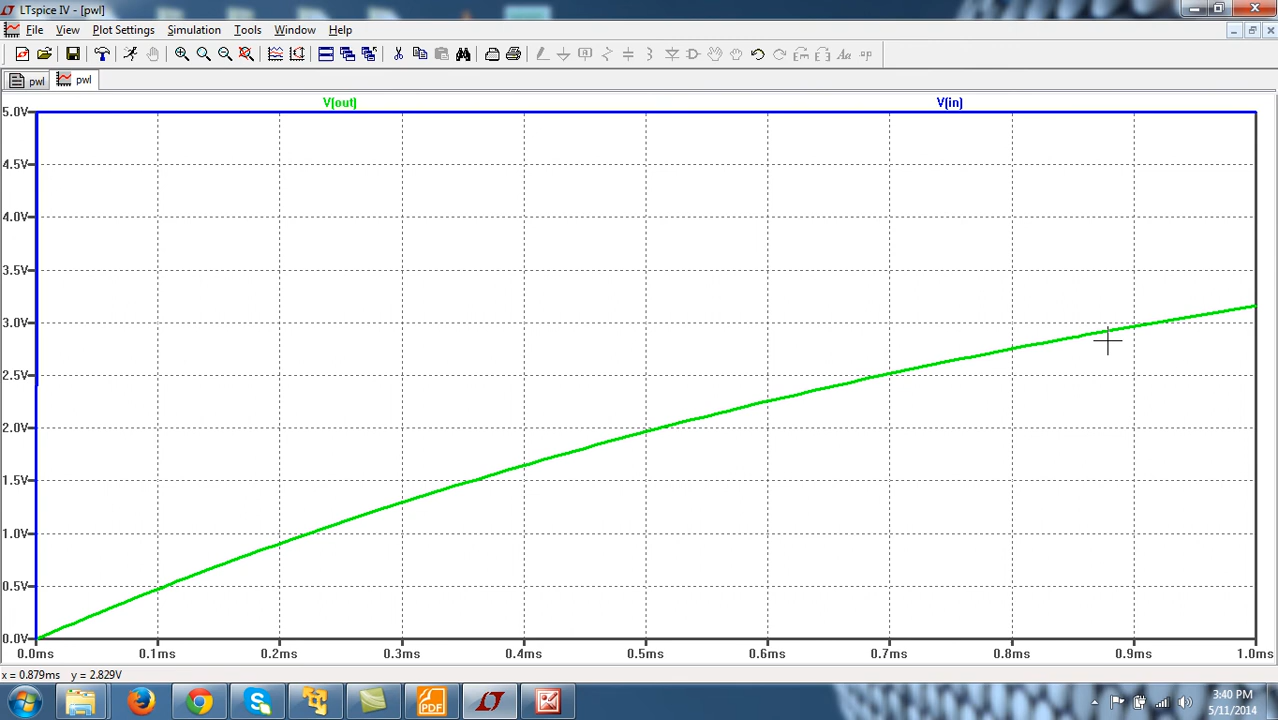 LTspice IV - [pwl]
File View Plot Settings Simulation Tools Window Help
pwl pwl
V(out) V(in)
5.0V
4.5V
4.0V
3.5V
3.0V
2.5V
2.0V
1.5V
1.0V
0.5V
0.0V
0.0ms 0.1ms 0.2ms 0.3ms 0.4ms 0.5ms 0.6ms 0.7ms 0.8ms 0.9ms 1.0ms
x = 0.879ms y = 2.829V
PDF
3:40 PM
5/11/2014